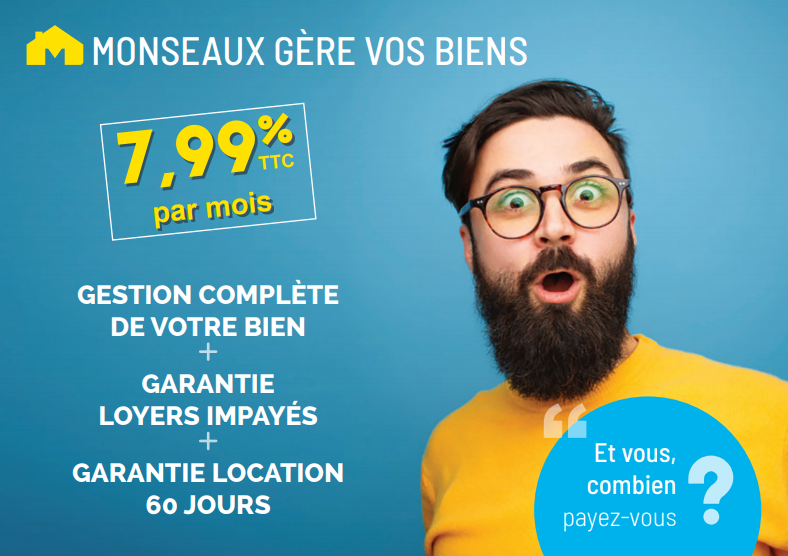 MONSEAUX GÈRE VOS BIENS
7,99%
TTC
par mois
GESTION COMPLÈTE
DE VOTRE BIEN
+
GARANTIE
LOYERS IMPAYÉS
+
GARANTIE LOCATION
60 JOURS
“
Et vous,
combien
payez-vous ?